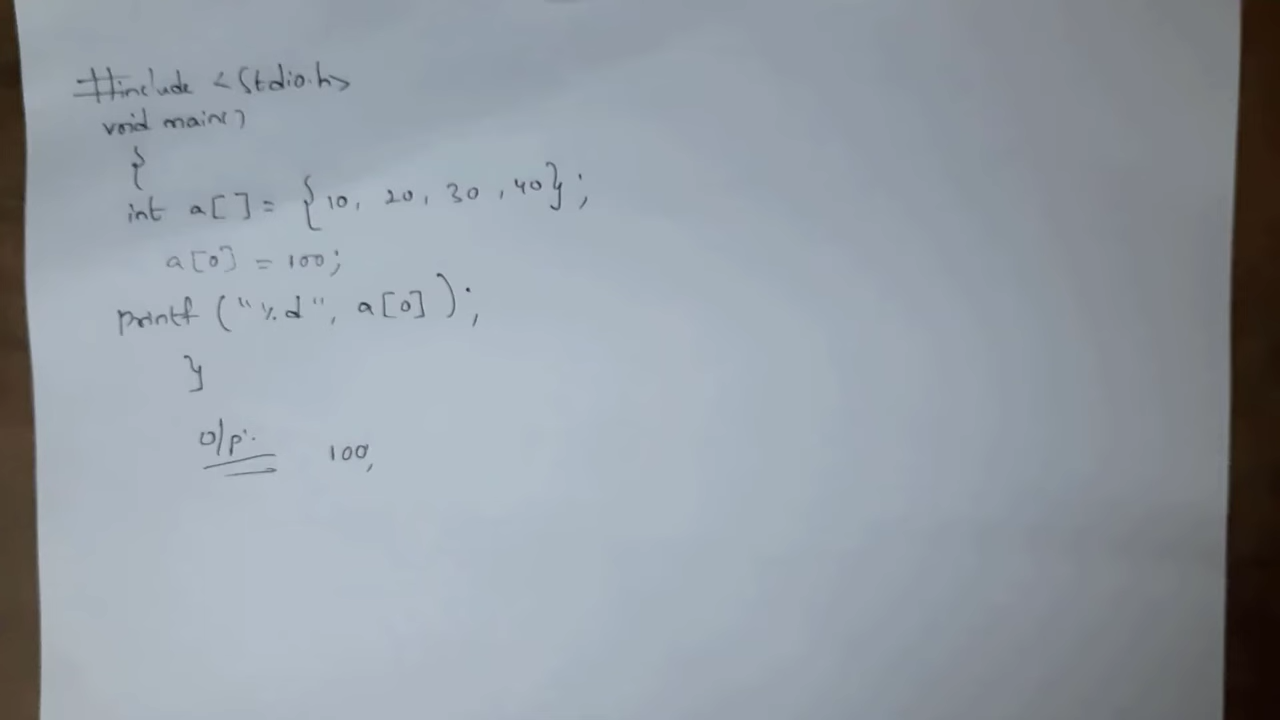 #include <stdio.h>
void main()
{
int a[] = {10, 20, 30, 40};
a[0] = 100;
printf ("%d", a[0]);
}
o/p:- 100,